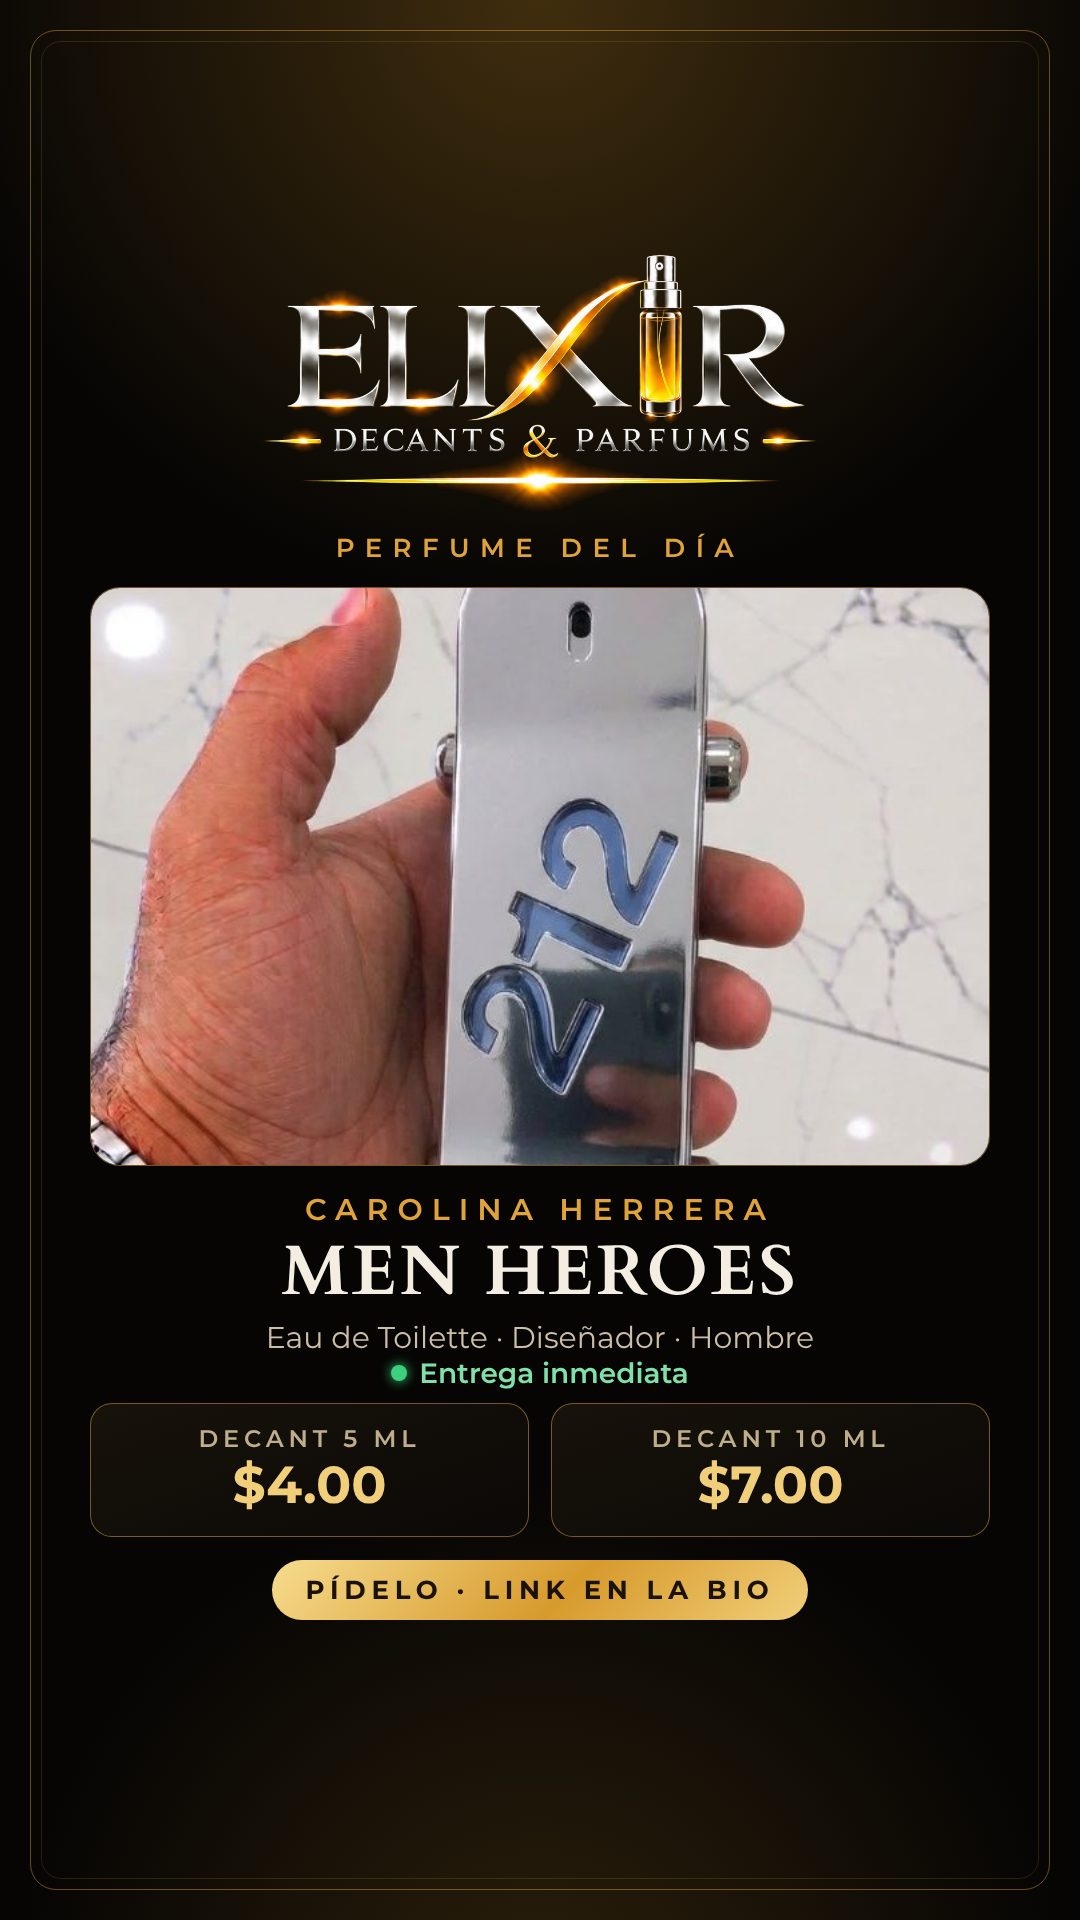 ELIXIR
DECANTS & PARFUMS
PERFUME DEL DÍA
212
CAROLINA HERRERA
MEN HEROES
Eau de Toilette · Diseñador · Hombre
Entrega inmediata
DECANT 5 ML
$4.00
DECANT 10 ML
$7.00
PÍDELO · LINK EN LA BIO